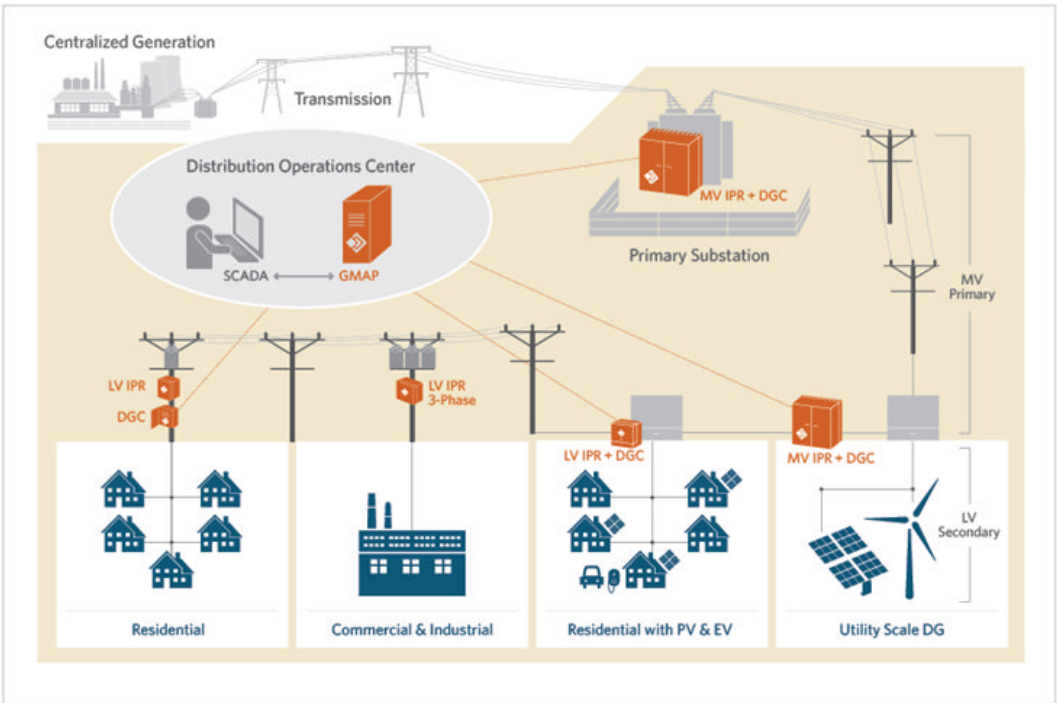 Centralized Generation
Transmission
Distribution Operations Center
SCADA
GMAP
MV IPR + DGC
Primary Substation
MV
Primary
LV IPR
DGC
LV IPR
3-Phase
LV IPR + DGC
MV IPR + DGC
LV
Secondary
Residential
Commercial & Industrial
Residential with PV & EV
Utility Scale DG